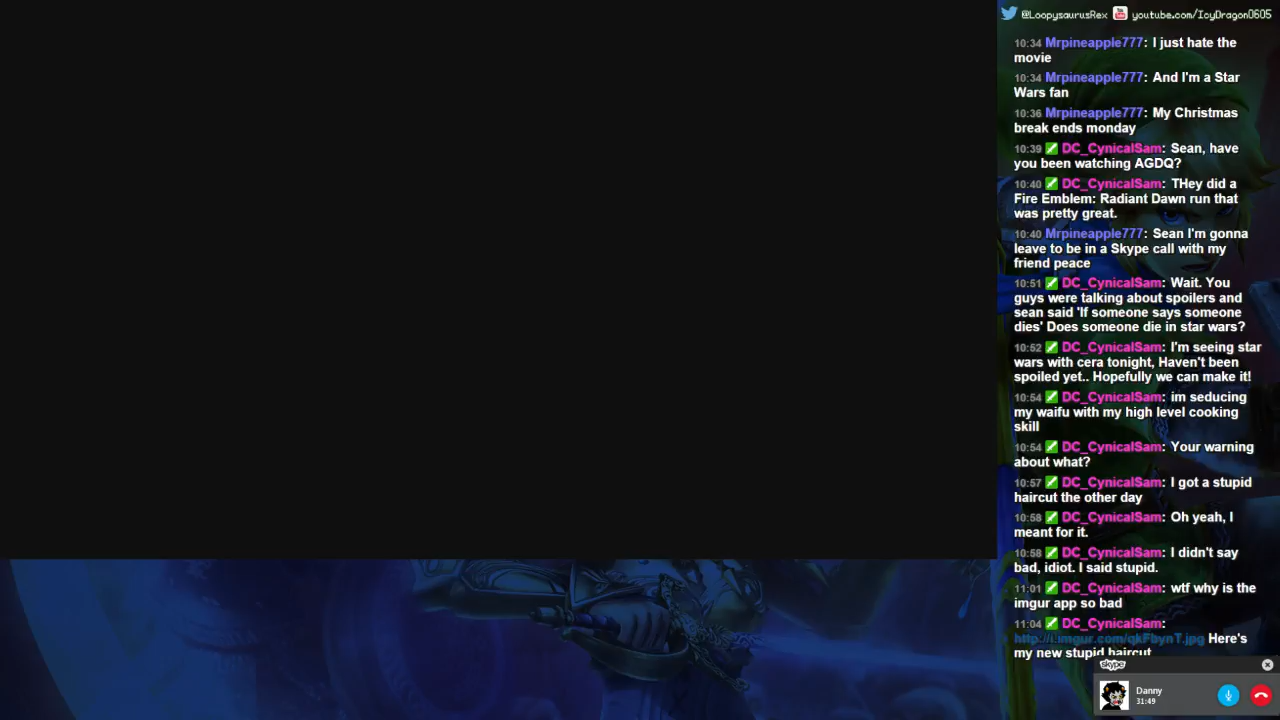 @LoopysaurusRex youtube.com/IcyDragon0605
10:34 Mrpineapple777: I just hate the
movie
10:34 Mrpineapple777: And I'm a Star
Wars fan
10:36 Mrpineapple777: My Christmas
break ends monday
10:39 DC_CynicalSam: Sean, have
you been watching AGDQ?
10:40 DC_CynicalSam: THey did a
Fire Emblem: Radiant Dawn run that
was pretty great.
10:40 Mrpineapple777: Sean I'm gonna
leave to be in a Skype call with my
friend peace
10:51 DC_CynicalSam: Wait. You
guys were talking about spoilers and
sean said 'If someone says someone
dies' Does someone die in star wars?
10:52 DC_CynicalSam: I'm seeing star
wars with cera tonight, Haven't been
spoiled yet.. Hopefully we can make it!
10:54 DC_CynicalSam: im seducing
my waifu with my high level cooking
skill
10:54 DC_CynicalSam: Your warning
about what?
10:57 DC_CynicalSam: I got a stupid
haircut the other day
10:58 DC_CynicalSam: Oh yeah, I
meant for it.
10:58 DC_CynicalSam: I didn't say
bad, idiot. I said stupid.
11:01 DC_CynicalSam: wtf why is the
imgur app so bad
11:04 DC_CynicalSam:
http://i.imgur.com/qkFbynT.jpg Here's
my new stupid haircut
skype
Danny
31:49